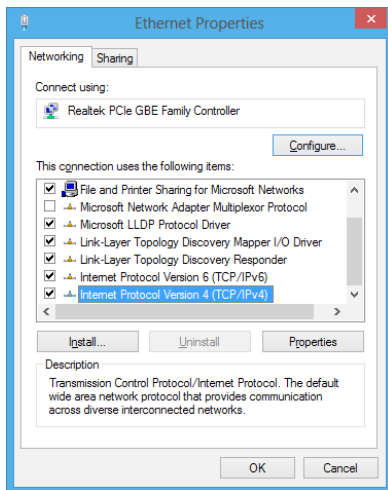 Ethernet Properties
Networking
Sharing
Connect using:
Realtek PCIe GBE Family Controller
Configure...
This connection uses the following items:
File and Printer Sharing for Microsoft Networks
Microsoft Network Adapter Multiplexor Protocol
Microsoft LLDP Protocol Driver
Link-Layer Topology Discovery Mapper I/O Driver
Link-Layer Topology Discovery Responder
Internet Protocol Version 6 (TCP/IPv6)
Internet Protocol Version 4 (TCP/IPv4)
Install...
Uninstall
Properties
Description
Transmission Control Protocol/Internet Protocol. The default
wide area network protocol that provides communication
across diverse interconnected networks.
OK
Cancel